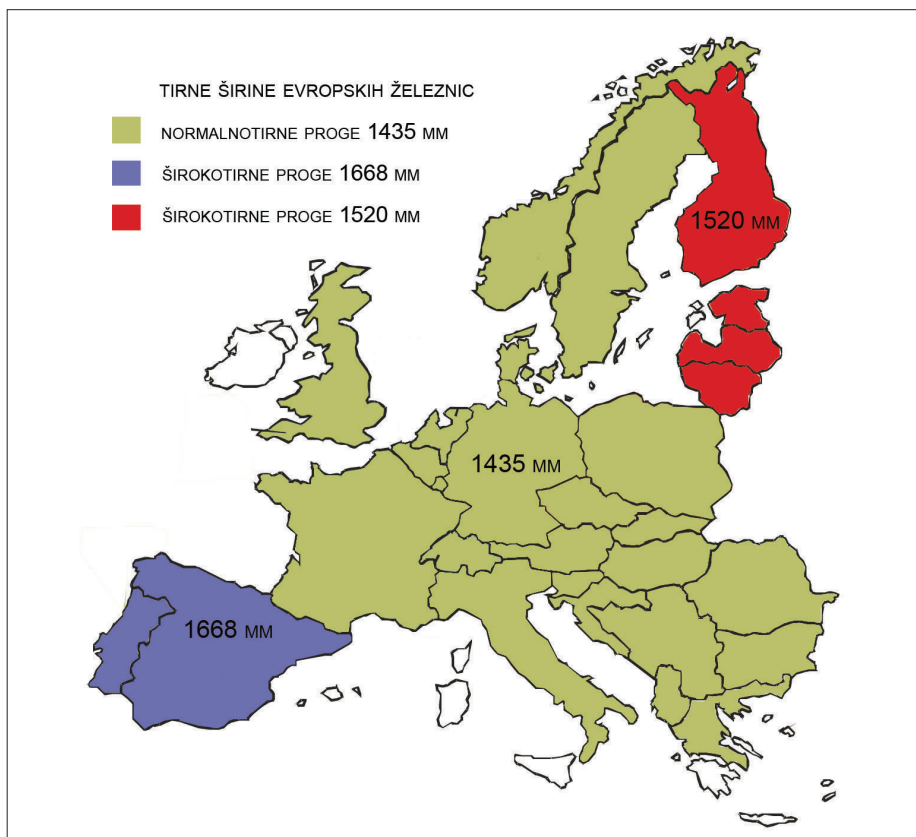 TIRNE ŠIRINE EVROPSKIH ŽELEZNIC
NORMALNOTIRNE PROGE 1435 MM
ŠIROKOTIRNE PROGE 1668 MM
ŠIROKOTIRNE PROGE 1520 MM
1520 MM
1435 MM
1668 MM